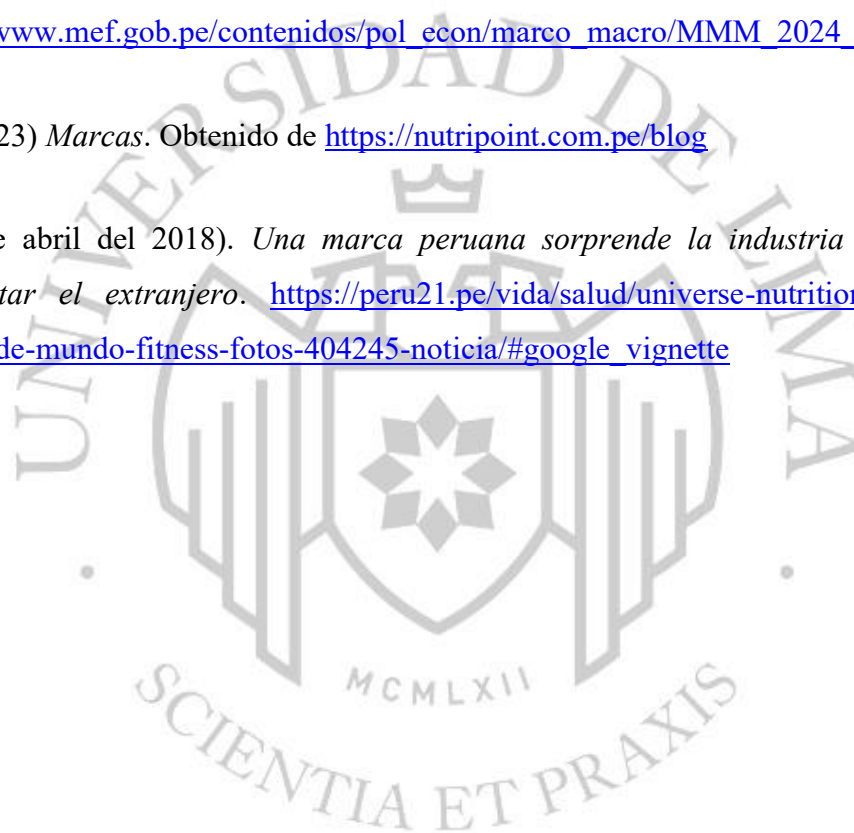 www.mef.gob.pe/contenidos/pol_econ/marco_macro/MMM_2024_
23) Marcas. Obtenido de https://nutripoint.com.pe/blog
e abril del 2018). Una marca peruana sorprende la industria
tar el extranjero. https://peru21.pe/vida/salud/universe-nutrition
de-mundo-fitness-fotos-404245-noticia/#google_vignette
UNIVERSIDAD DE LIMA
MCMLXII
SCIENTIA ET PRAXIS